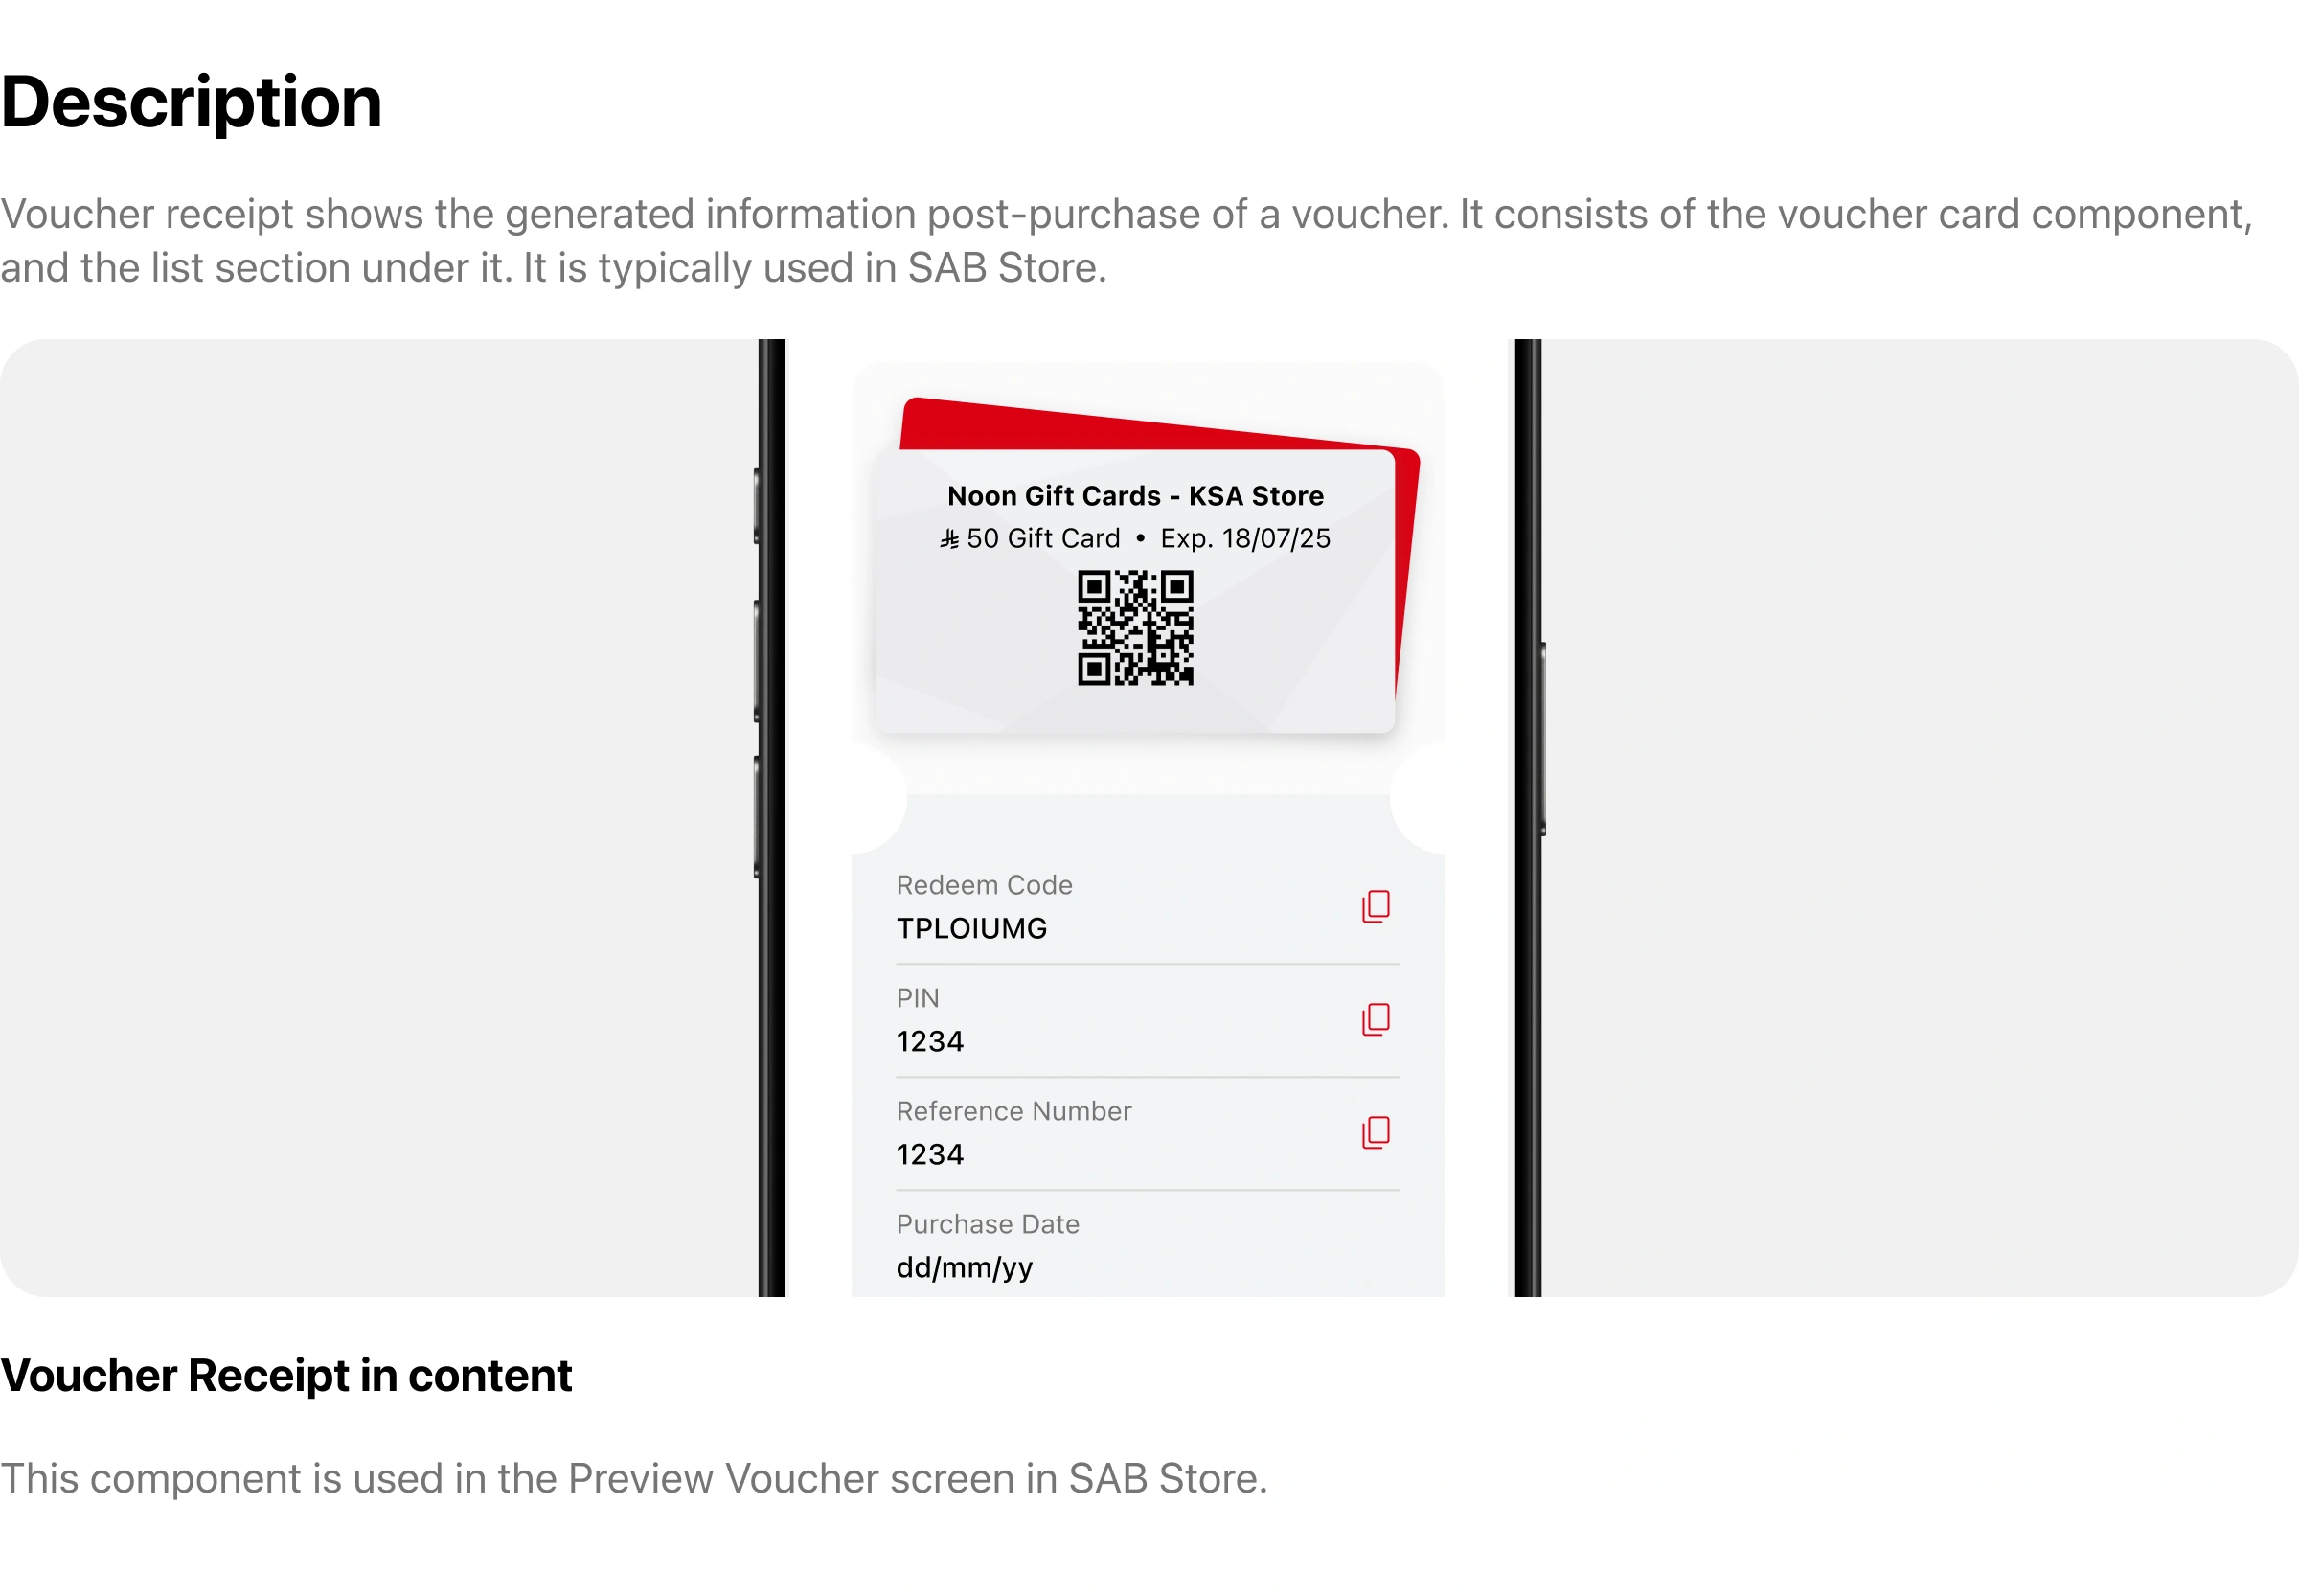 Description
Voucher receipt shows the generated information post-purchase of a voucher. It consists of the voucher card component,
and the list section under it. It is typically used in SAB Store.
Noon Gift Cards - KSA Store
⃁ 50 Gift Card • Exp. 18/07/25
Redeem Code
TPLOIUMG
PIN
1234
Reference Number
1234
Purchase Date
dd/mm/yy
Voucher Receipt in content
This component is used in the Preview Voucher screen in SAB Store.